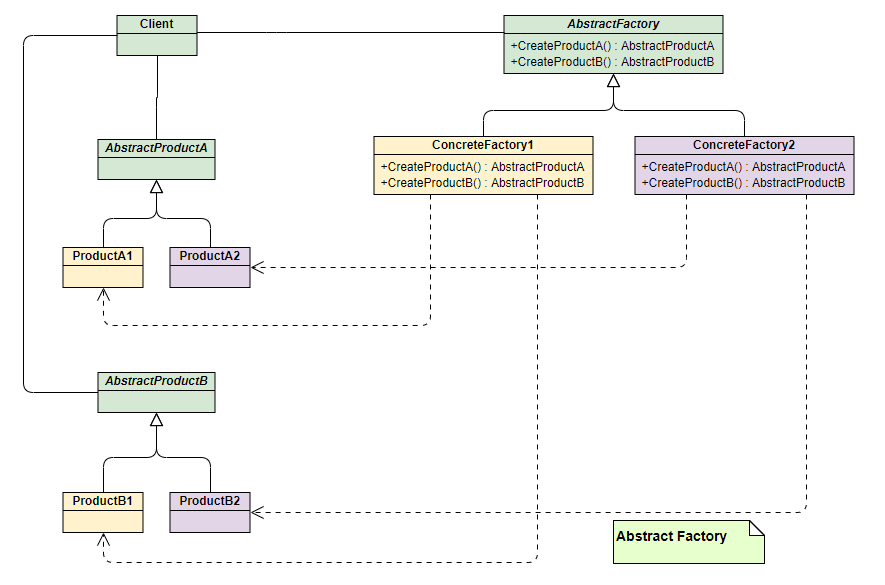 Client
AbstractFactory
+CreateProductA() : AbstractProductA
+CreateProductB() : AbstractProductB
AbstractProductA
ConcreteFactory1
+CreateProductA() : AbstractProductA
+CreateProductB() : AbstractProductB
ConcreteFactory2
+CreateProductA() : AbstractProductA
+CreateProductB() : AbstractProductB
ProductA1
ProductA2
AbstractProductB
ProductB1
ProductB2
Abstract Factory